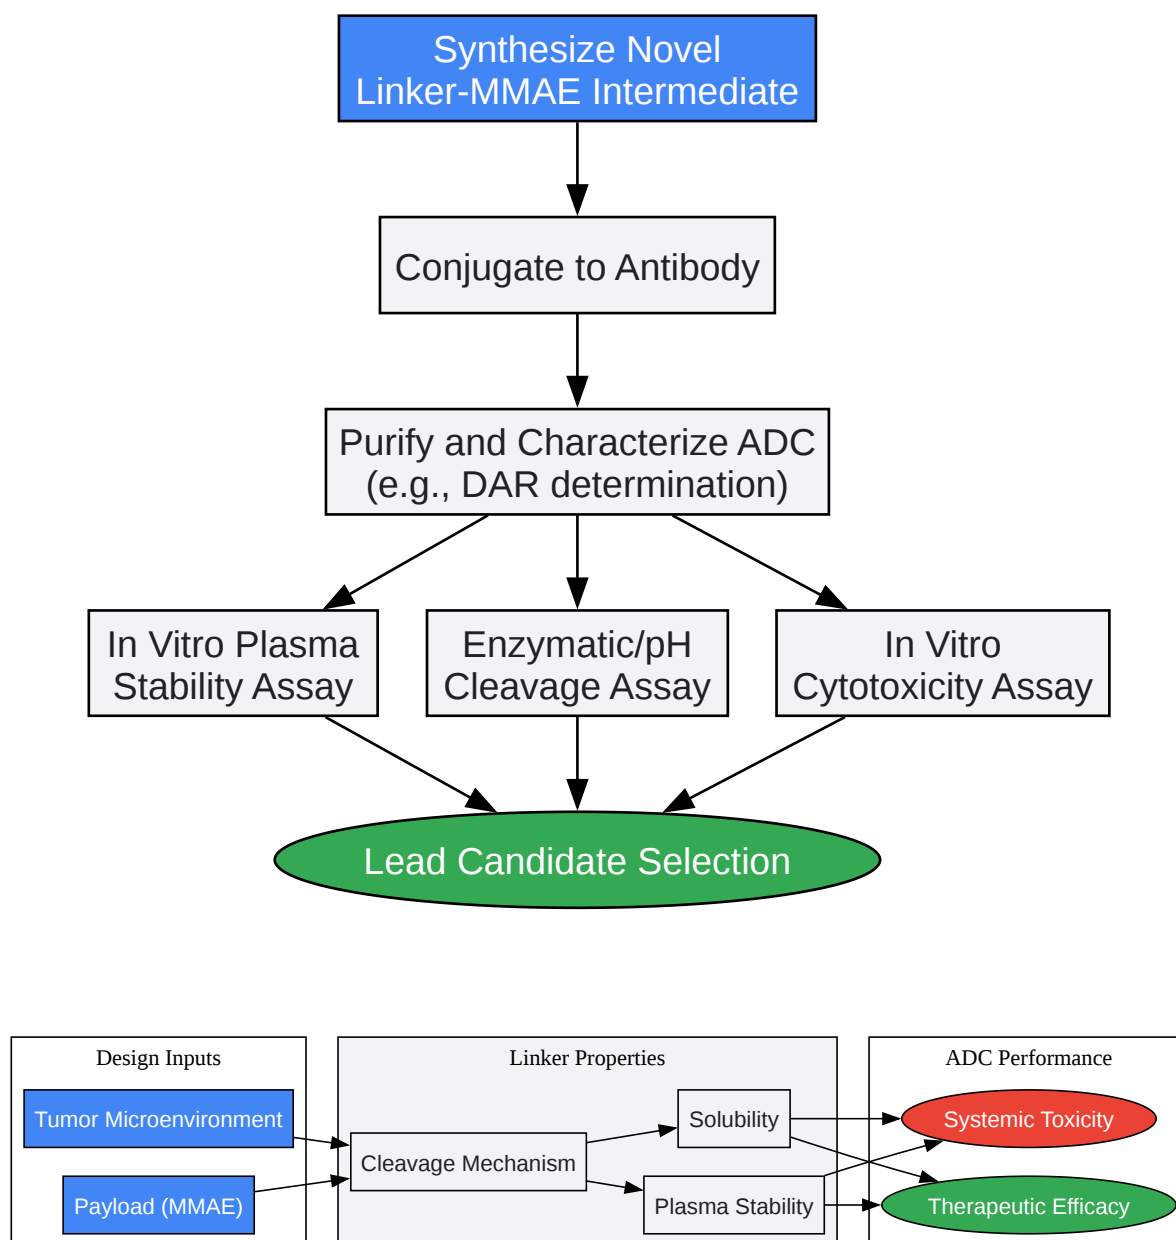 Synthesize Novel
Linker-MMAE Intermediate
Conjugate to Antibody
Purify and Characterize ADC
(e.g., DAR determination)
In Vitro Plasma
Stability Assay
Enzymatic/pH
Cleavage Assay
In Vitro
Cytotoxicity Assay
Lead Candidate Selection
Design Inputs
Tumor Microenvironment
Payload (MMAE)
Linker Properties
Cleavage Mechanism
Solubility
Plasma Stability
ADC Performance
Systemic Toxicity
Therapeutic Efficacy